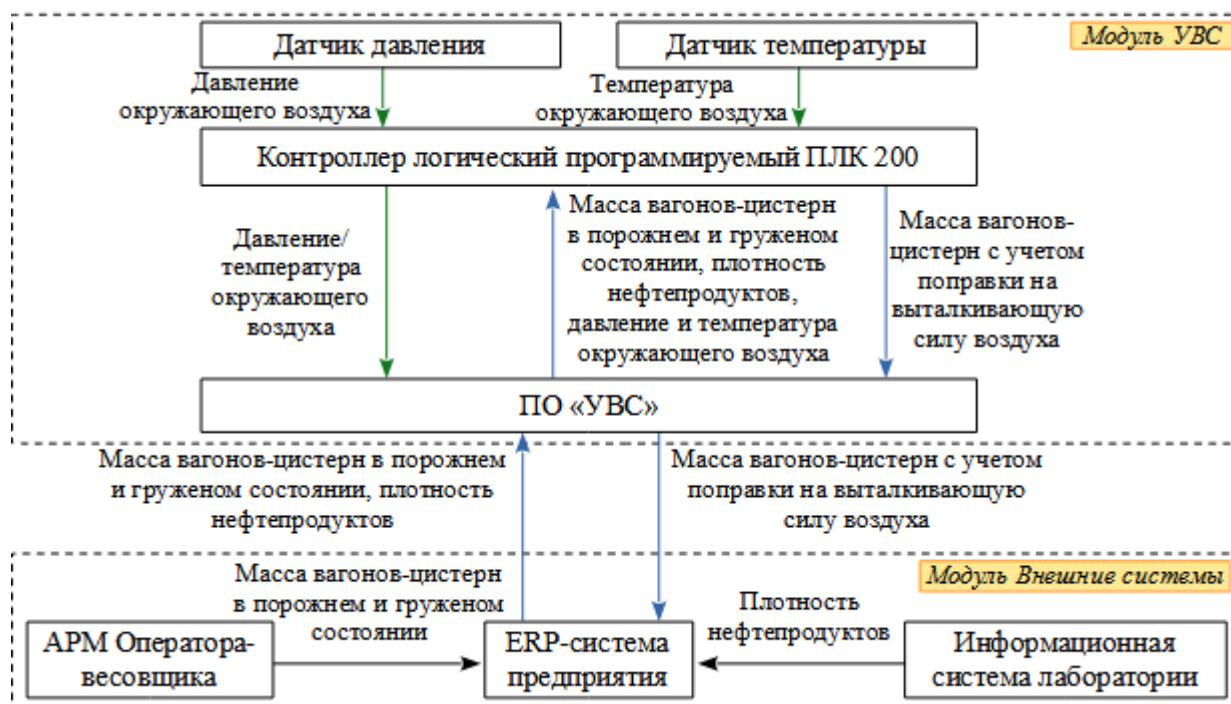 Модуль УВС
Датчик давления
Датчик температуры
Давление
окружающего воздуха
Температура
окружающего воздуха
Контроллер логический программируемый ПЛК 200
Давление/
температура
окружающего
воздуха
Масса вагонов-цистерн
в порожнем и груженом
состоянии, плотность
нефтепродуктов,
давление и температура
окружающего воздуха
Масса вагонов-
цистерн с учетом
поправки на
выталкивающую
силу воздуха
ПО «УВС»
Масса вагонов-цистерн в порожнем
и груженом состоянии, плотность
нефтепродуктов
Масса вагонов-цистерн с учетом
поправки на выталкивающую
силу воздуха
Модуль Внешние системы
Масса вагонов-цистерн
в порожнем и груженом
состоянии
Плотность
нефтепродуктов
АРМ Оператора-
весовщика
ERP-система
предприятия
Информационная
система лаборатории